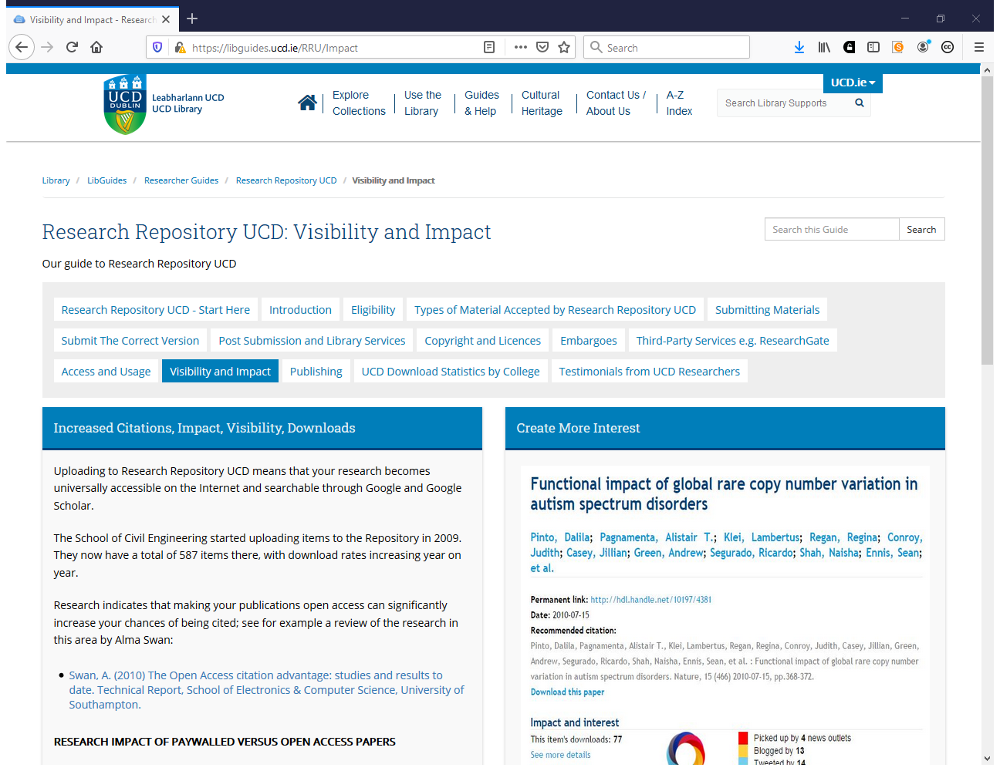 Visibility and Impact - Research
https://libguides.ucd.ie/RRU/Impact
Search
UCD.ie
UCD
DUBLIN
Leabharlann UCD
UCD Library
Explore
Collections
Use the
Library
Guides
& Help
Cultural
Heritage
Contact Us /
About Us
A-Z
Index
Search Library Supports
Library / LibGuides / Researcher Guides / Research Repository UCD / Visibility and Impact
Research Repository UCD: Visibility and Impact
Search this Guide
Search
Our guide to Research Repository UCD
Research Repository UCD - Start Here
Introduction
Eligibility
Types of Material Accepted by Research Repository UCD
Submitting Materials
Submit The Correct Version
Post Submission and Library Services
Copyright and Licences
Embargoes
Third-Party Services e.g. ResearchGate
Access and Usage
Visibility and Impact
Publishing
UCD Download Statistics by College
Testimonials from UCD Researchers
Increased Citations, Impact, Visibility, Downloads
Uploading to Research Repository UCD means that your research becomes
universally accessible on the Internet and searchable through Google and Google
Scholar.
The School of Civil Engineering started uploading items to the Repository in 2009.
They now have a total of 587 items there, with download rates increasing year on
year.
Research indicates that making your publications open access can significantly
increase your chances of being cited; see for example a review of the research in
this area by Alma Swan:
• Swan, A. (2010) The Open Access citation advantage: studies and results to
date. Technical Report, School of Electronics & Computer Science, University of
Southampton.
RESEARCH IMPACT OF PAYWALLED VERSUS OPEN ACCESS PAPERS
Create More Interest
Functional impact of global rare copy number variation in
autism spectrum disorders
Pinto, Dalila; Pagnamenta, Alistair T.; Klei, Lambertus; Regan, Regina; Conroy,
Judith; Casey, Jillian; Green, Andrew; Segurado, Ricardo; Shah, Naisha; Ennis, Sean;
et al.
Permanent link: http://hdl.handle.net/10197/4381
Date: 2010-07-15
Recommended citation:
Pinto, Dalila, Pagnamenta, Alistair T., Klei, Lambertus, Regan, Regina, Conroy, Judith, Casey, Jillian, Green,
Andrew, Segurado, Ricardo, Shah, Naisha, Ennis, Sean, et al. : Functional impact of global rare copy number
variation in autism spectrum disorders. Nature, 15 (466) 2010-07-15, pp.368-372.
Download this paper
Impact and interest
This item's downloads: 77
See more details
Picked up by 4 news outlets
Blogged by 13
Tweeted by 14